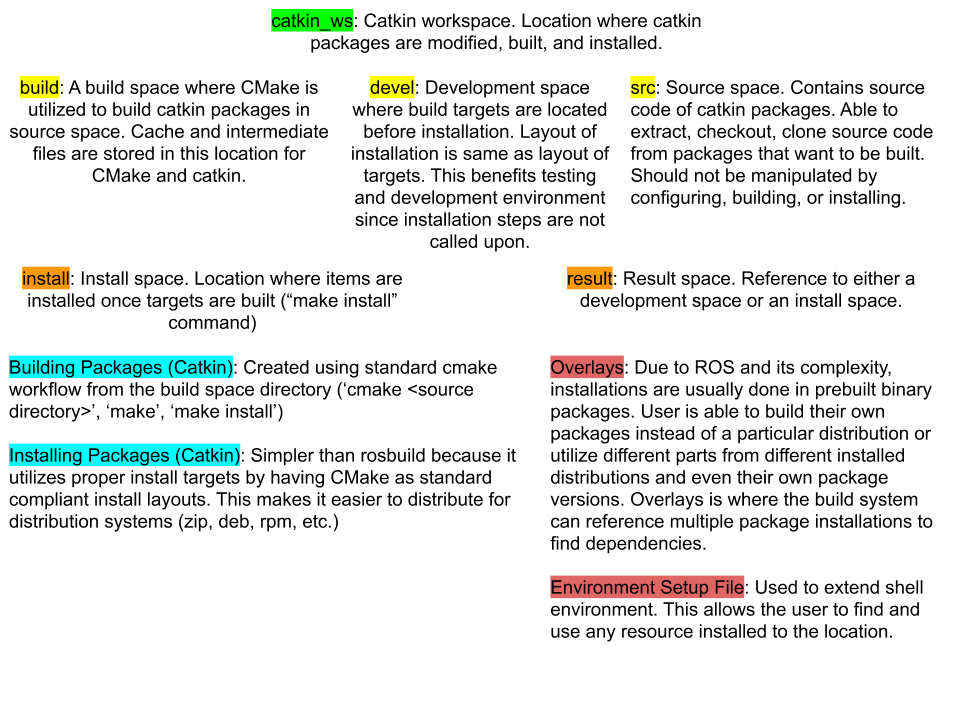 catkin_ws: Catkin workspace. Location where catkin
packages are modified, built, and installed.
build: A build space where CMake is
utilized to build catkin packages in
source space. Cache and intermediate
files are stored in this location for
CMake and catkin.
devel: Development space
where build targets are located
before installation. Layout of
installation is same as layout of
targets. This benefits testing
and development environment
since installation steps are not
called upon.
src: Source space. Contains source
code of catkin packages. Able to
extract, checkout, clone source code
from packages that want to be built.
Should not be manipulated by
configuring, building, or installing.
install: Install space. Location where items are
installed once targets are built (“make install”
command)
result: Result space. Reference to either a
development space or an install space.
Building Packages (Catkin): Created using standard cmake
workflow from the build space directory (‘cmake <source
directory>’, ‘make’, ‘make install’)
Installing Packages (Catkin): Simpler than rosbuild because it
utilizes proper install targets by having CMake as standard
compliant install layouts. This makes it easier to distribute for
distribution systems (zip, deb, rpm, etc.)
Overlays: Due to ROS and its complexity,
installations are usually done in prebuilt binary
packages. User is able to build their own
packages instead of a particular distribution or
utilize different parts from different installed
distributions and even their own package
versions. Overlays is where the build system
can reference multiple package installations to
find dependencies.
Environment Setup File: Used to extend shell
environment. This allows the user to find and
use any resource installed to the location.